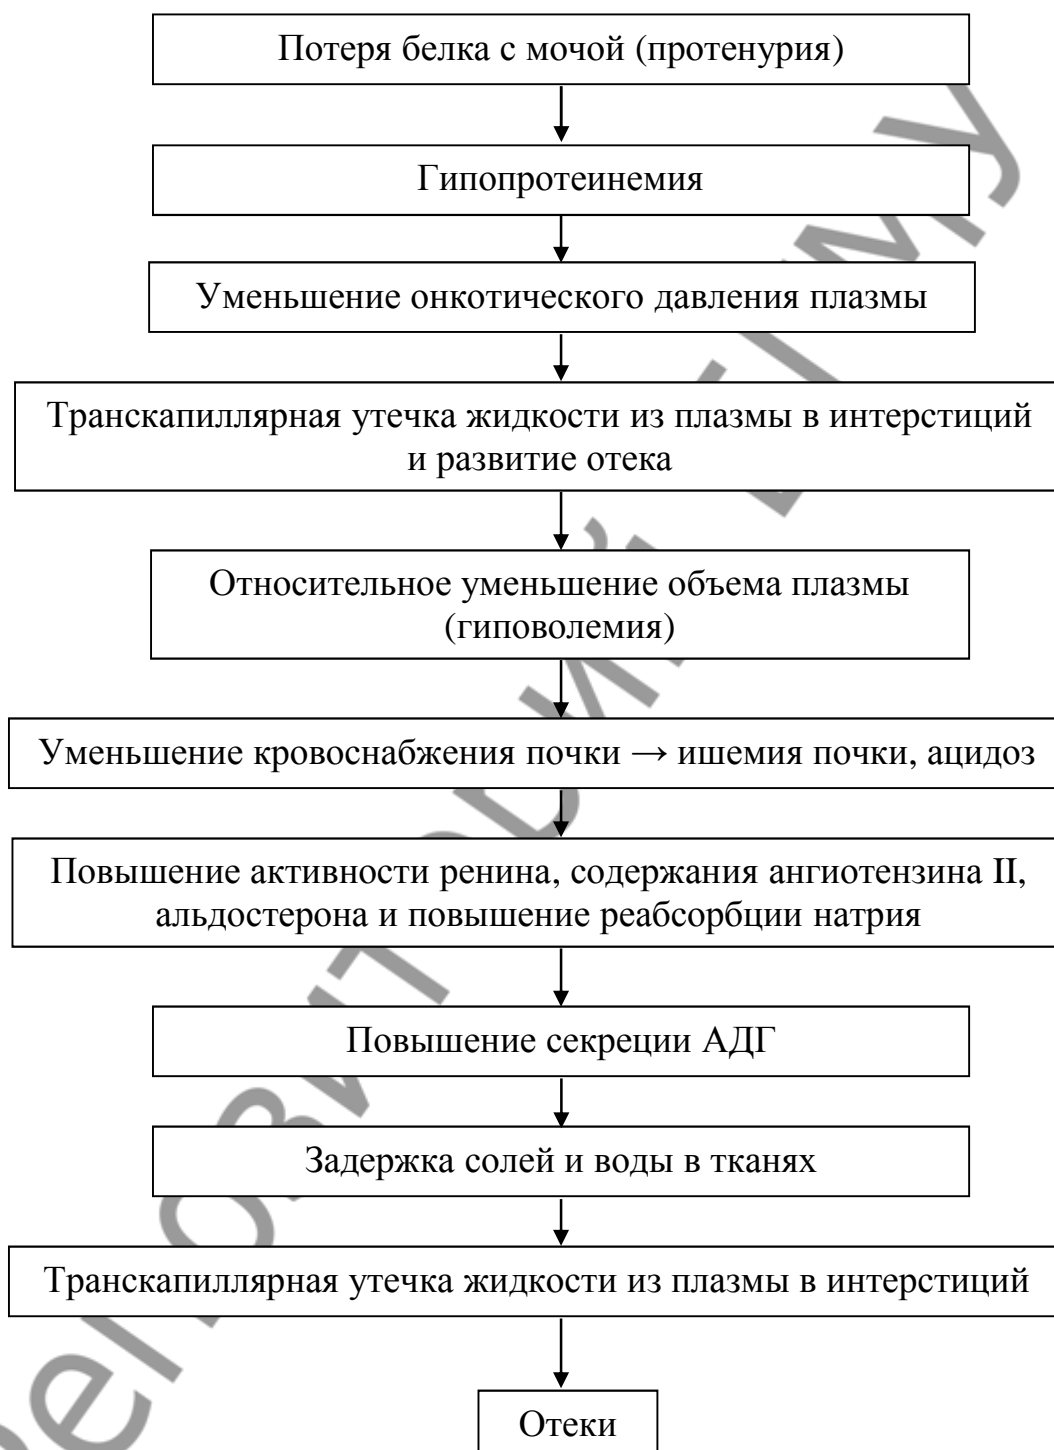 Потеря белка с мочой (протенурия)
Гипопротеинемия
Уменьшение онкотического давления плазмы
Транскапиллярная утечка жидкости из плазмы в интерстиций
и развитие отека
Относительное уменьшение объема плазмы
(гиповолемия)
Уменьшение кровоснабжения почки → ишемия почки, ацидоз
Повышение активности ренина, содержания ангиотензина II,
альдостерона и повышение реабсорбции натрия
Повышение секреции АДГ
Задержка солей и воды в тканях
Транскапиллярная утечка жидкости из плазмы в интерстиций
Отеки